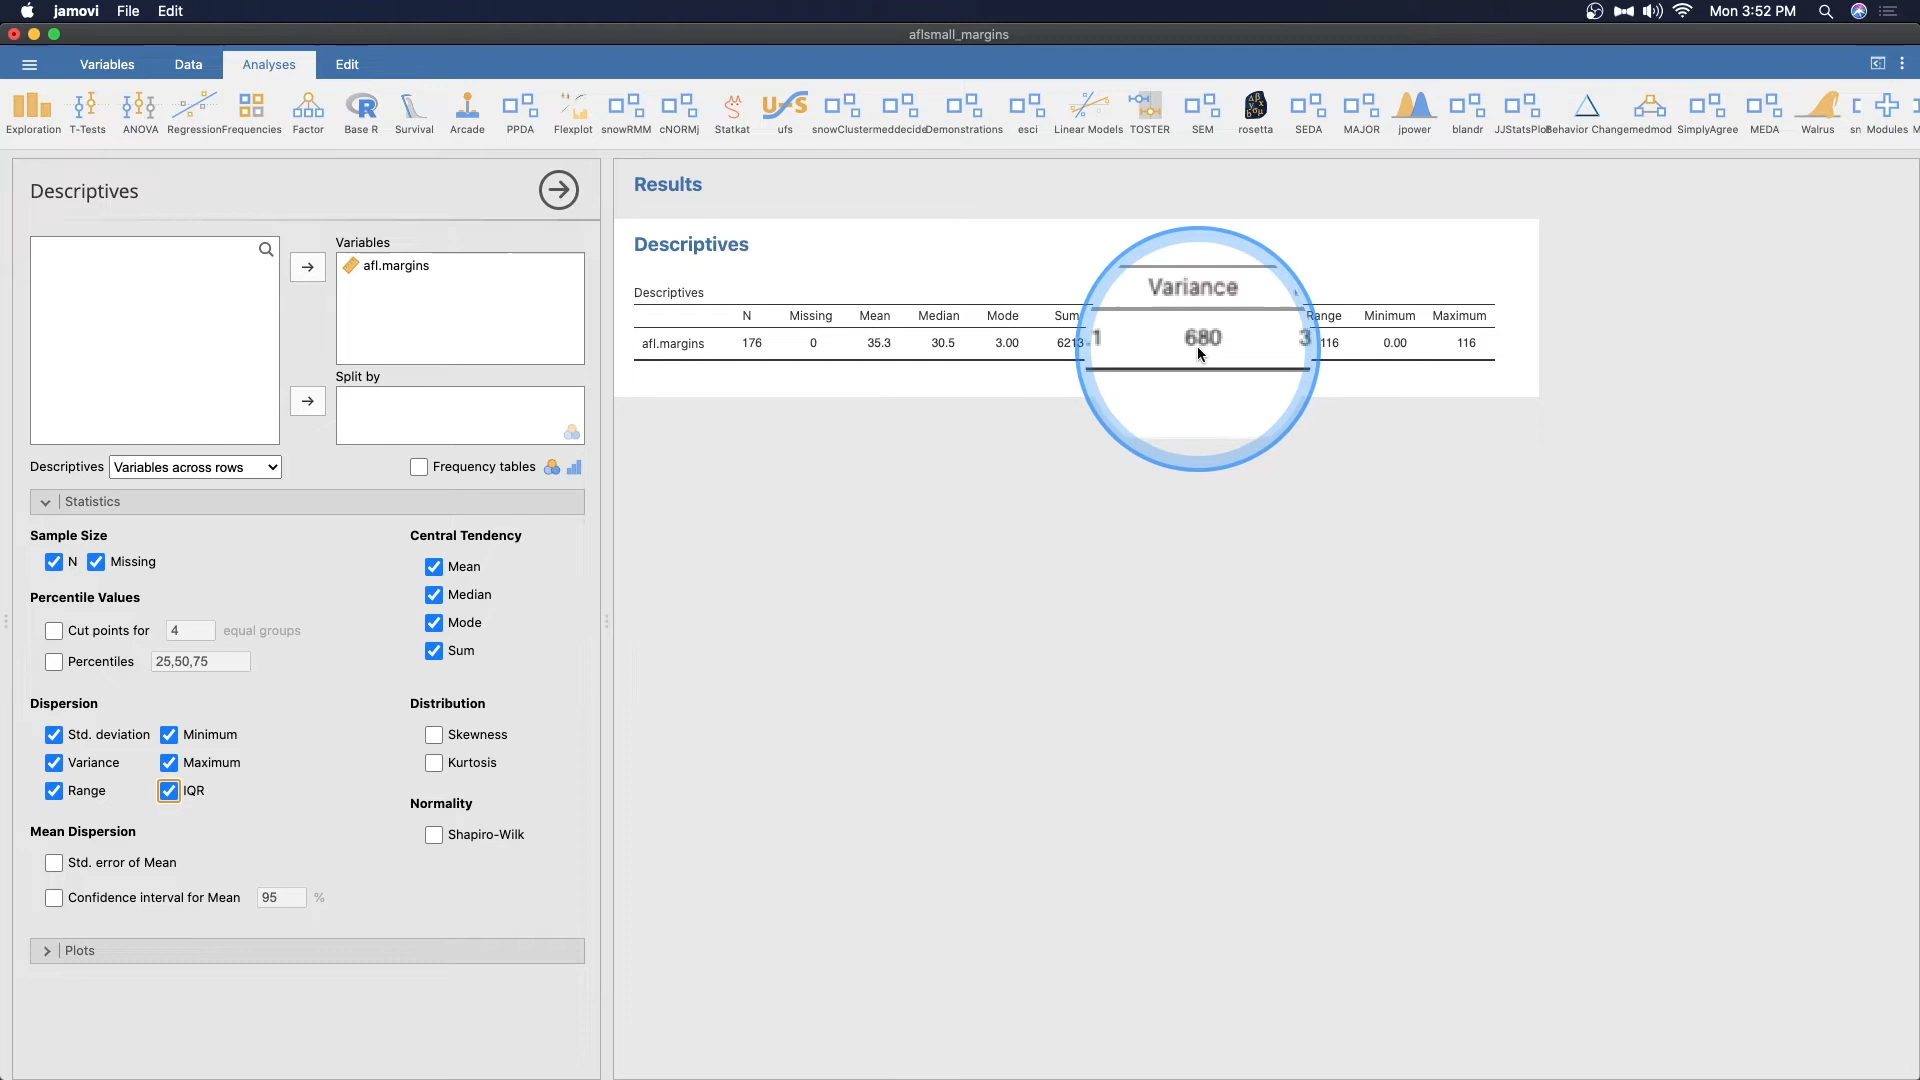 jamovi File Edit Mon 3:52 PM
aflsmall_margins
Variables Data Analyses Edit
Exploration T-Tests ANOVA Regression Frequencies Factor Base R Survival Arcade PPDA Flexplot snowRMM cNORMj Statkat ufs snowCluster meddecide Demonstrations esci Linear Models TOSTER SEM rosetta SEDA MAJOR jpower blandr JJStatsPlo Behavior Change medmod SimplyAgree MEDA Walrus sn Modules
Descriptives
Results
Variables
afl.margins
Split by
Descriptives Variables across rows Frequency tables
Statistics
Sample Size
N Missing
Percentile Values
Cut points for 4 equal groups
Percentiles 25,50,75
Central Tendency
Mean
Median
Mode
Sum
Dispersion
Std. deviation Minimum
Variance Maximum
Range IQR
Distribution
Skewness
Kurtosis
Mean Dispersion
Std. error of Mean
Confidence interval for Mean 95 %
Normality
Shapiro-Wilk
Plots
Descriptives
Descriptives
N Missing Mean Median Mode Sum Variance Range Minimum Maximum
afl.margins 176 0 35.3 30.5 3.00 6213 1 680 3 116 0.00 116